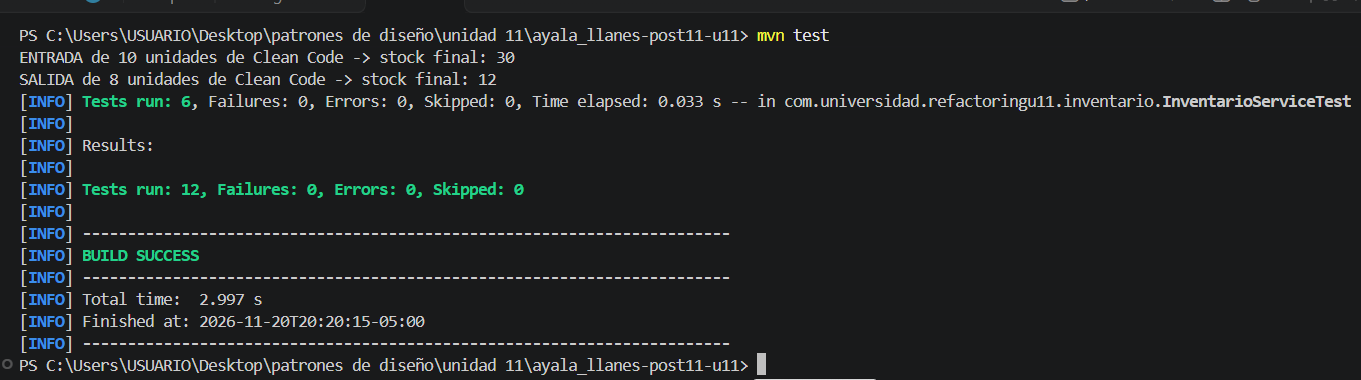 PS C:\Users\USUARIO\Desktop\patrones de diseño\unidad 11\ayala_llanes-post11-u11> mvn test
ENTRADA de 10 unidades de Clean Code -> stock final: 30
SALIDA de 8 unidades de Clean Code -> stock final: 12
[INFO] Tests run: 6, Failures: 0, Errors: 0, Skipped: 0, Time elapsed: 0.033 s -- in com.universidad.refactoringu11.inventario.InventarioServiceTest
[INFO]
[INFO] Results:
[INFO]
[INFO] Tests run: 12, Failures: 0, Errors: 0, Skipped: 0
[INFO]
[INFO] ------------------------------------------------------------------------
[INFO] BUILD SUCCESS
[INFO] ------------------------------------------------------------------------
[INFO] Total time:  2.997 s
[INFO] Finished at: 2026-11-20T20:20:15-05:00
[INFO] ------------------------------------------------------------------------
PS C:\Users\USUARIO\Desktop\patrones de diseño\unidad 11\ayala_llanes-post11-u11>